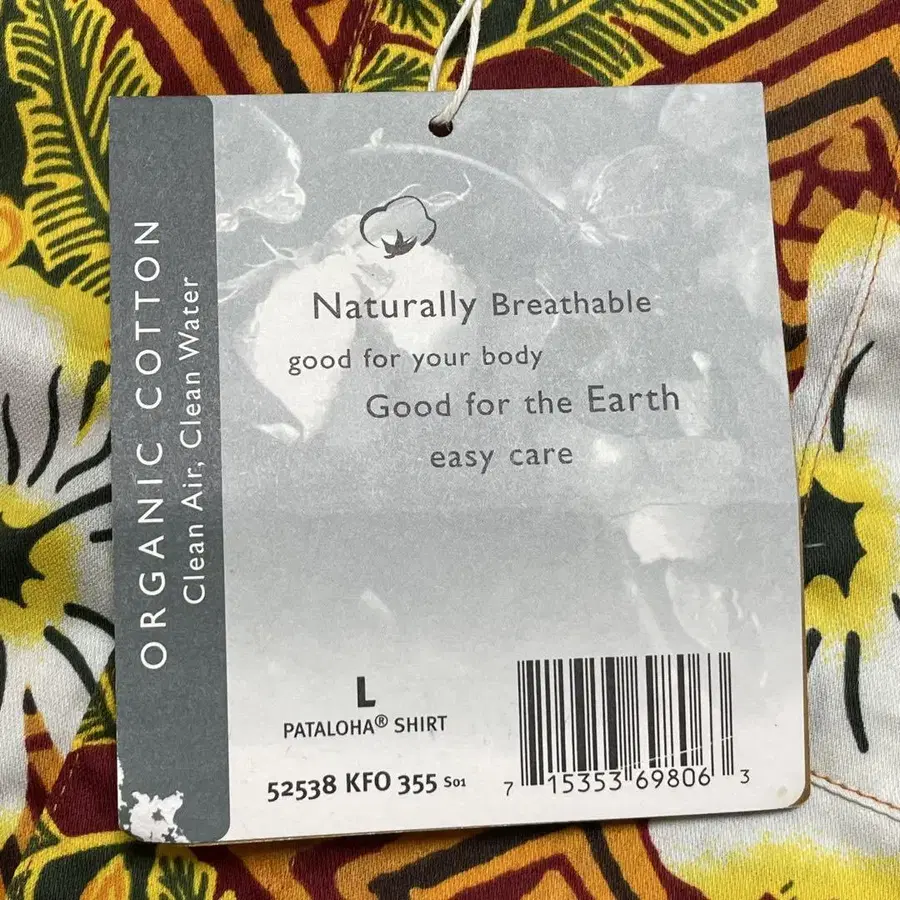 ORGANIC COTTON
Clean Air, Clean Water
Naturally Breathable
good for your body
Good for the Earth
easy care
L
PATALOHA® SHIRT
52538 KFO 355 S01
7 15353 69806 3